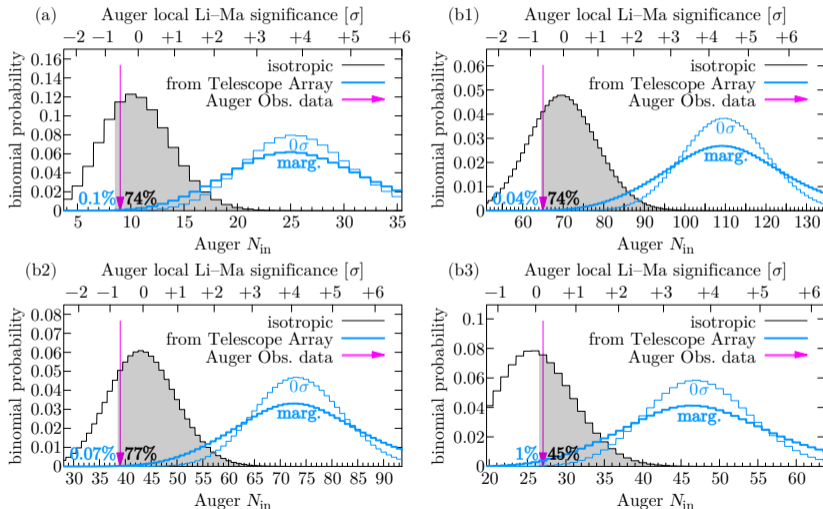 (a) Auger local Li–Ma significance [σ]
−2 −1 0 +1 +2 +3 +4 +5 +6
binomial probability
0.16
0.14
0.12
0.10
0.08
0.06
0.04
0.02
0
isotropic
from Telescope Array
Auger Obs. data
0σ
marg.
0.1% 74%
5 10 15 20 25 30 35
Auger Nin
(b1) Auger local Li–Ma significance [σ]
−2 −1 0 +1 +2 +3 +4 +5 +6
binomial probability
0.06
0.05
0.04
0.03
0.02
0.01
0
isotropic
from Telescope Array
Auger Obs. data
0σ
marg.
0.04% 74%
60 70 80 90 100 110 120 130
Auger Nin
(b2) Auger local Li–Ma significance [σ]
−2 −1 0 +1 +2 +3 +4 +5 +6
binomial probability
0.08
0.07
0.06
0.05
0.04
0.03
0.02
0.01
0
isotropic
from Telescope Array
Auger Obs. data
0σ
marg.
0.07% 77%
30 35 40 45 50 55 60 65 70 75 80 85 90
Auger Nin
(b3) Auger local Li–Ma significance [σ]
−1 0 +1 +2 +3 +4 +5 +6
binomial probability
0.1
0.08
0.06
0.04
0.02
0
isotropic
from Telescope Array
Auger Obs. data
0σ
marg.
1% 45%
20 25 30 35 40 45 50 55 60
Auger Nin